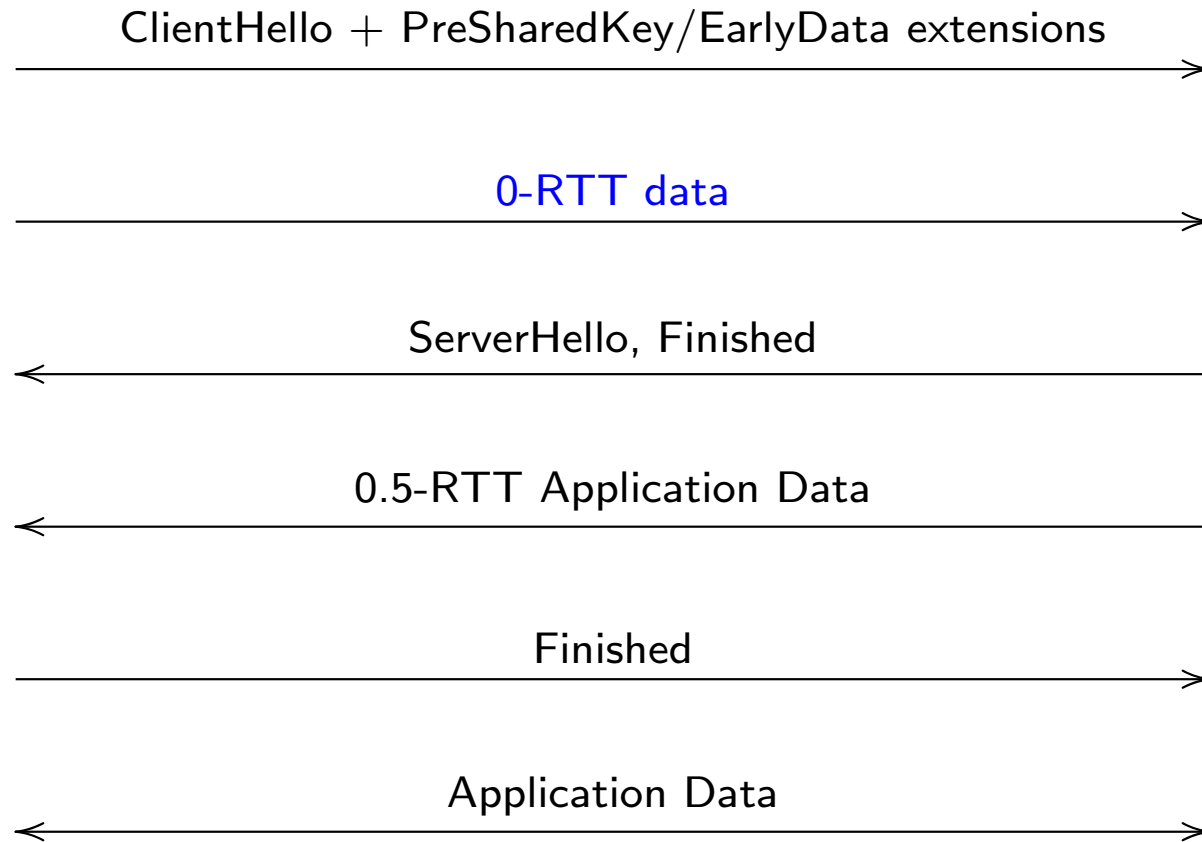 ClientHello + PreSharedKey/EarlyData extensions
0-RTT data
ServerHello, Finished
0.5-RTT Application Data
Finished
Application Data